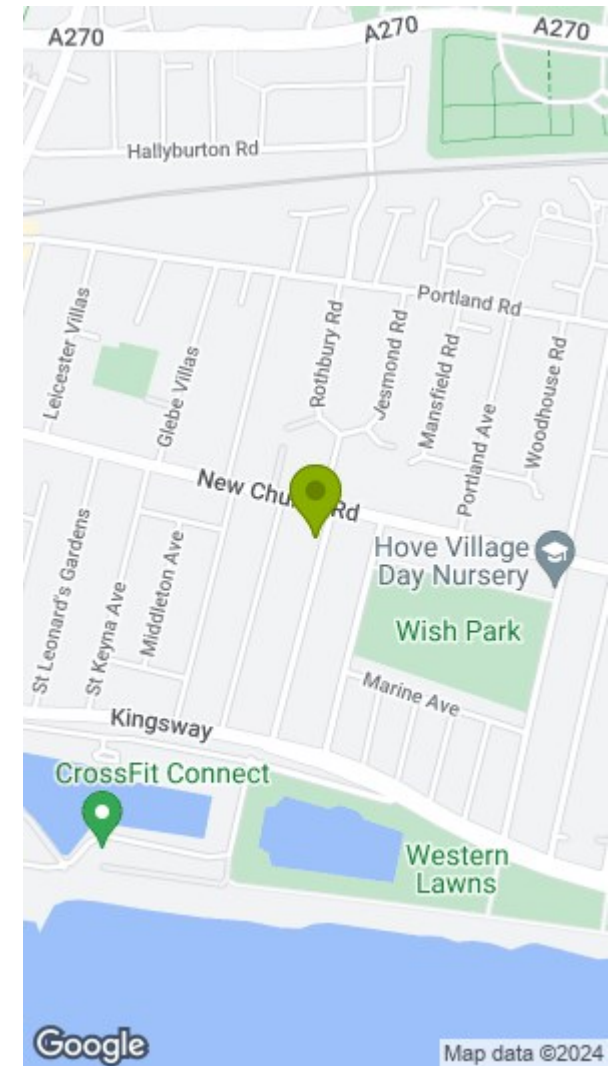 A270
A270
A270
Hallyburton Rd
Portland Rd
Leicester Villas
Glebe Villas
Rothbury Rd
Jesmond Rd
Mansfield Rd
Portland Ave
Woodhouse Rd
New Chu
Rd
Hove Village
Day Nursery
St Leonard's Gardens
St Keyna Ave
Middleton Ave
Wish Park
Marine Ave
Kingsway
CrossFit Connect
Western
Lawns
Google
Map data ©2024